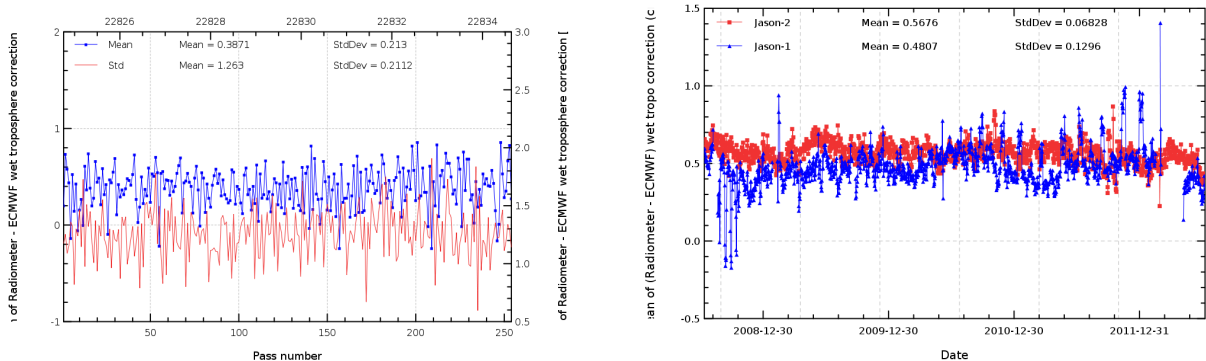 22826 22828 22830 22832 22834
Mean Mean = 0.3871 StdDev = 0.213
Std Mean = 1.263 StdDev = 0.2112
2
1
0
-1
3.0
2.5
2.0
1.5
1.0
0.5
of Radiometer - ECMWF wet troposphere correction
of Radiometer - ECMWF wet troposphere correction [
50 100 150 200 250
Pass number
Jason-2 Mean = 0.5676 StdDev = 0.06828
Jason-1 Mean = 0.4807 StdDev = 0.1296
1.5
1.0
0.5
0.0
-0.5
an of (Radiometer - ECMWF) wet tropo correction (c
2008-12-30 2009-12-30 2010-12-30 2011-12-31
Date